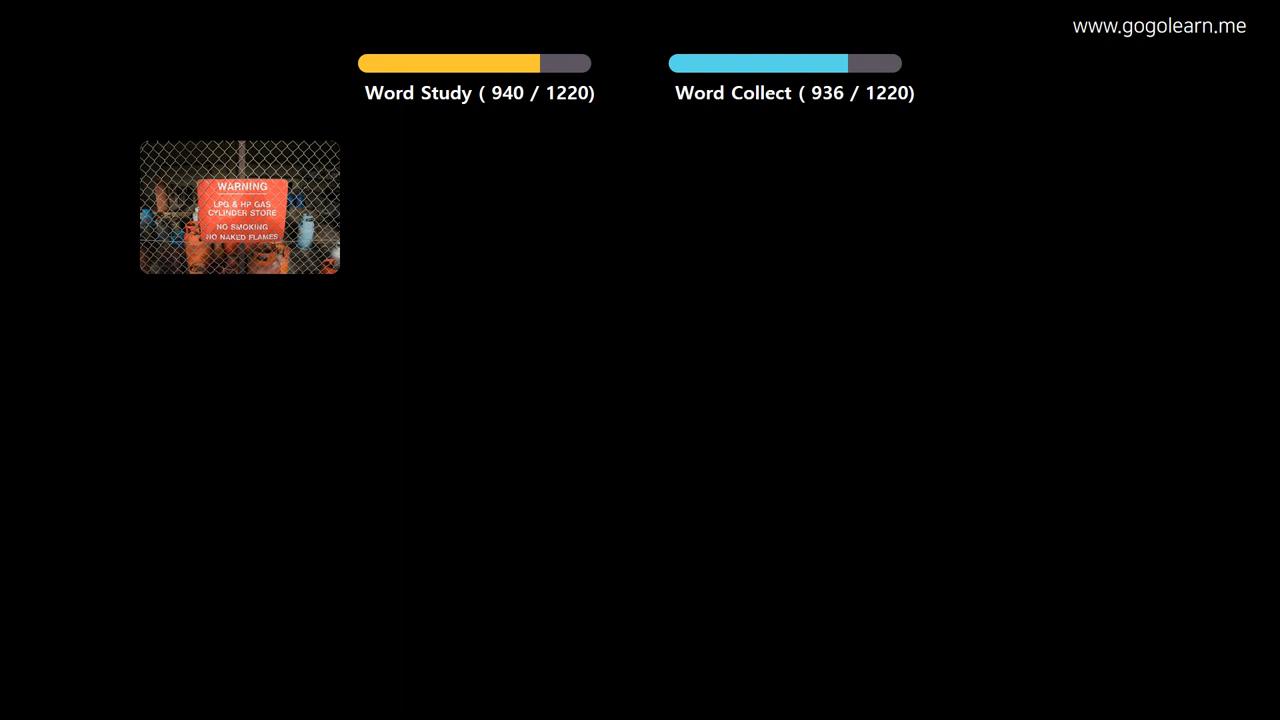 www.gogolearn.me
Word Study ( 940 / 1220)
Word Collect ( 936 / 1220)
WARNING
LPG & HP GAS
CYLINDER STORE
NO SMOKING
NO NAKED FLAMES